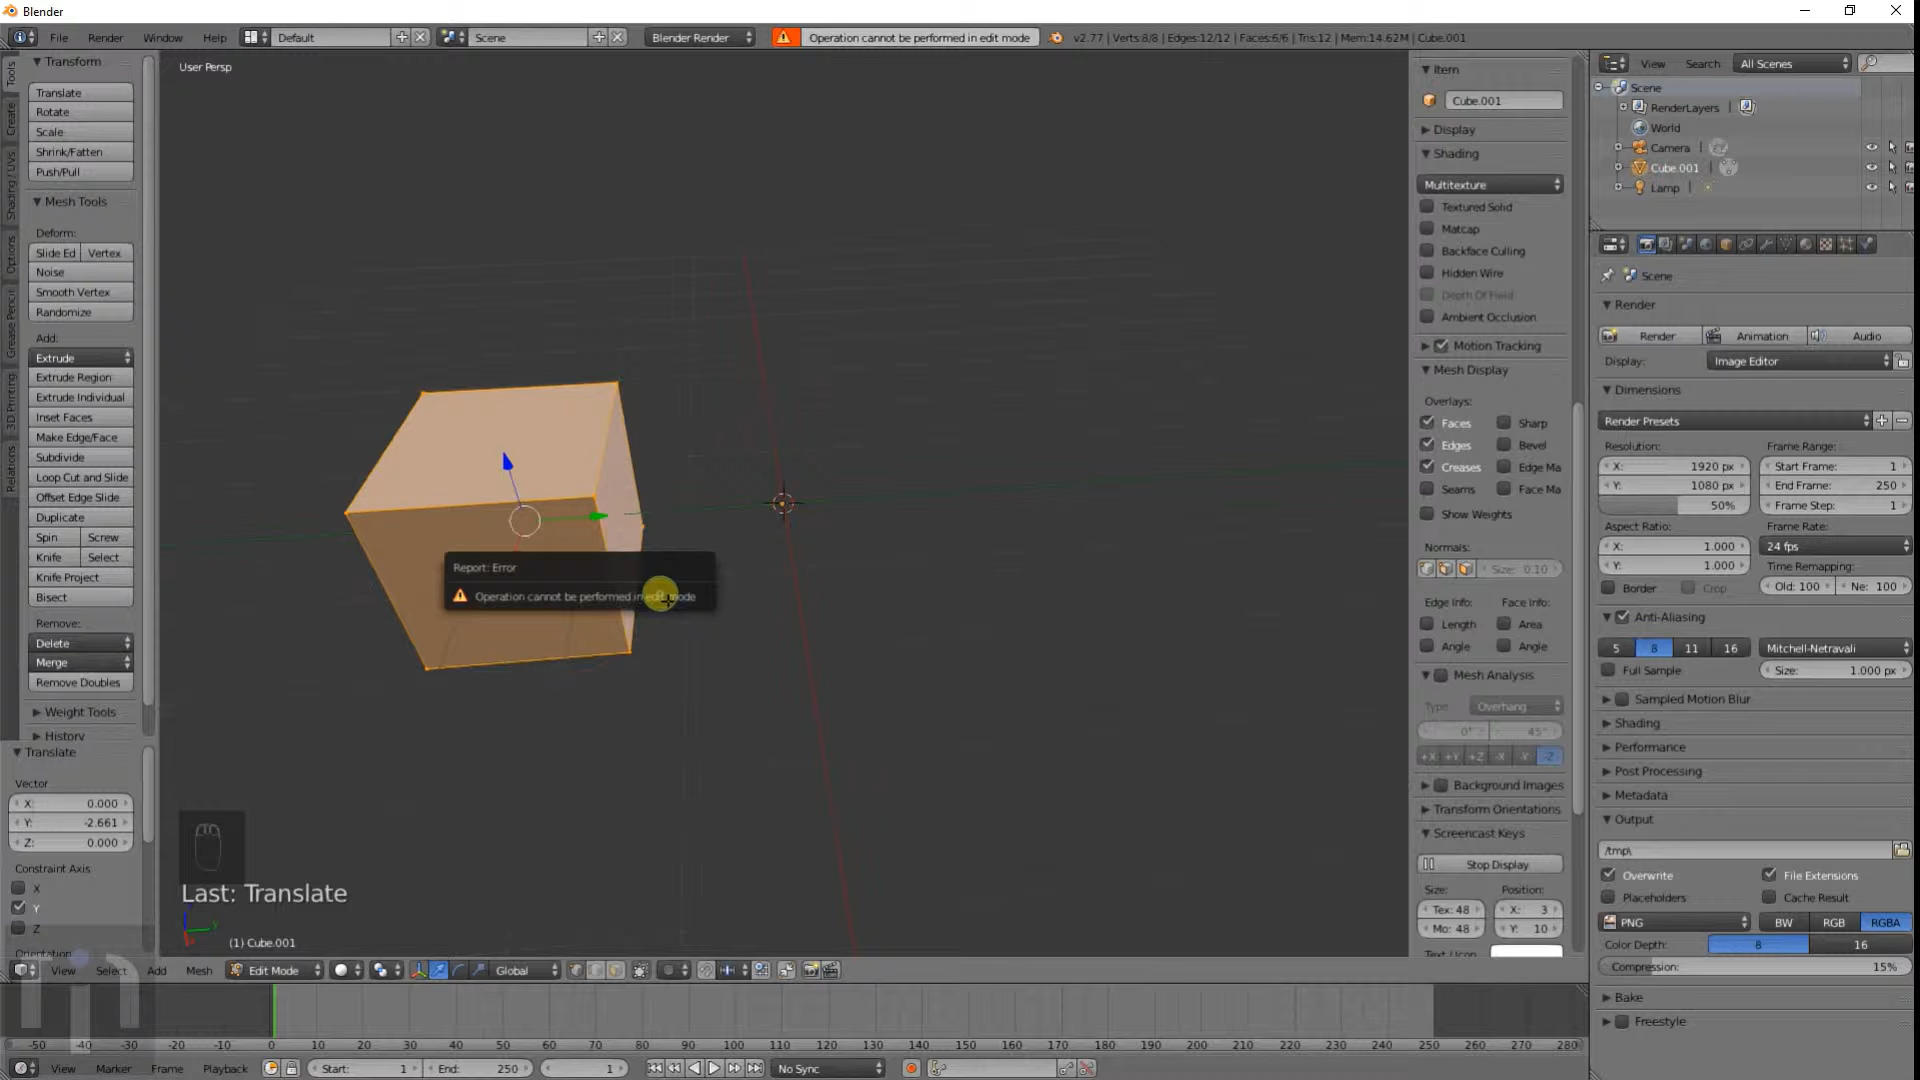 Blender
File Render Window Help Default Scene Blender Render Operation cannot be performed in edit mode v2.77 | Verts:8/8 | Edges:12/12 | Faces:6/6 | Tris:12 | Mem:14.62M | Cube.001
User Persp
Tools
Create
Shading / UVs
Options
Grease Pencil
3D Printing
Relations
Transform
Translate
Rotate
Scale
Shrink/Fatten
Push/Pull
Mesh Tools
Deform:
Slide Ed Vertex
Noise
Smooth Vertex
Randomize
Add:
Extrude
Extrude Region
Extrude Individual
Inset Faces
Make Edge/Face
Subdivide
Loop Cut and Slide
Offset Edge Slide
Duplicate
Spin Screw
Knife Select
Knife Project
Bisect
Remove:
Delete
Merge
Remove Doubles
Weight Tools
History
Translate
Vector
X: 0.000
Y: -2.661
Z: 0.000
Constraint Axis
X
Y
Z
Orientation
Report: Error
Operation cannot be performed in edit mode
Last: Translate
(1) Cube.001
View Select Add Mesh Edit Mode Global
Item
Cube.001
Display
Shading
Multitexture
Textured Solid
Matcap
Backface Culling
Hidden Wire
Depth Of Field
Ambient Occlusion
Motion Tracking
Mesh Display
Overlays:
Faces Sharp
Edges Bevel
Creases Edge Ma
Seams Face Ma
Show Weights
Normals:
Size: 0.10
Edge Info: Face Info:
Length Area
Angle Angle
Mesh Analysis
Type Overhang
0° 45°
+X +Y +Z -X -Y -Z
Background Images
Transform Orientations
Screencast Keys
Stop Display
Size: Position:
Tex: 48 X: 3
Mo: 48 Y: 10
View Search All Scenes
Scene
RenderLayers |
World
Camera |
Cube.001 |
Lamp |
Scene
Render
Render Animation Audio
Display: Image Editor
Dimensions
Render Presets
Resolution: Frame Range:
X: 1920 px Start Frame: 1
Y: 1080 px End Frame: 250
50% Frame Step: 1
Aspect Ratio: Frame Rate:
X: 1.000 24 fps
Y: 1.000 Time Remapping:
Border Crop Old: 100 Ne: 100
Anti-Aliasing
5 8 11 16 Mitchell-Netravali
Full Sample Size: 1.000 px
Sampled Motion Blur
Shading
Performance
Post Processing
Metadata
Output
/tmp\
Overwrite File Extensions
Placeholders Cache Result
PNG BW RGB RGBA
Color Depth: 8 16
Compression: 15%
Bake
Freestyle
-50 -40 -30 -20 -10 0 10 20 30 40 50 60 70 80 90 100 110 120 130 140 150 160 170 180 190 200 210 220 230 240 250 260 270 280
View Marker Frame Playback Start: 1 End: 250 1 No Sync